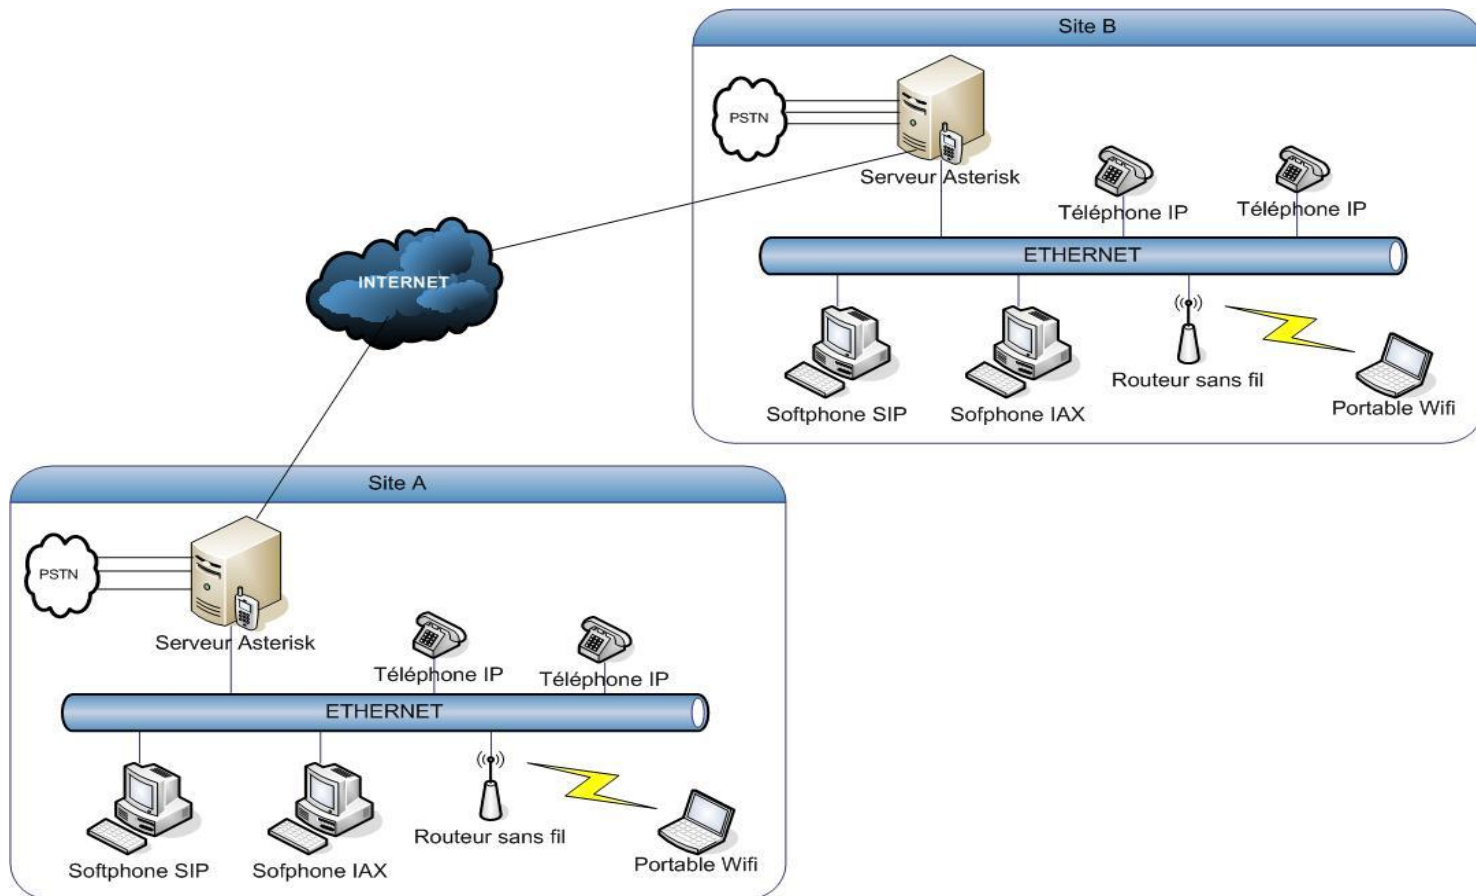 Site B
PSTN
Serveur Asterisk
Téléphone IP
Téléphone IP
ETHERNET
Softphone SIP
Sofphone IAX
Routeur sans fil
Portable Wifi
INTERNET
Site A
PSTN
Serveur Asterisk
Téléphone IP
Téléphone IP
ETHERNET
Softphone SIP
Sofphone IAX
Routeur sans fil
Portable Wifi